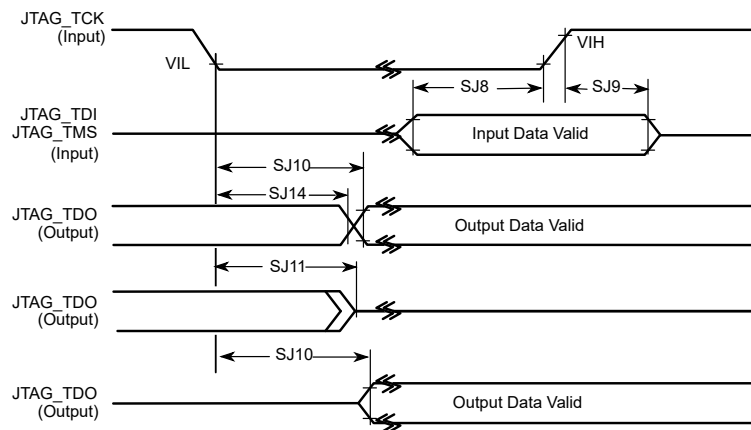 JTAG_TCK
(Input)
VIL
VIH
SJ8
SJ9
JTAG_TDI
JTAG_TMS
(Input)
Input Data Valid
SJ10
SJ14
JTAG_TDO
(Output)
Output Data Valid
SJ11
JTAG_TDO
(Output)
SJ10
JTAG_TDO
(Output)
Output Data Valid